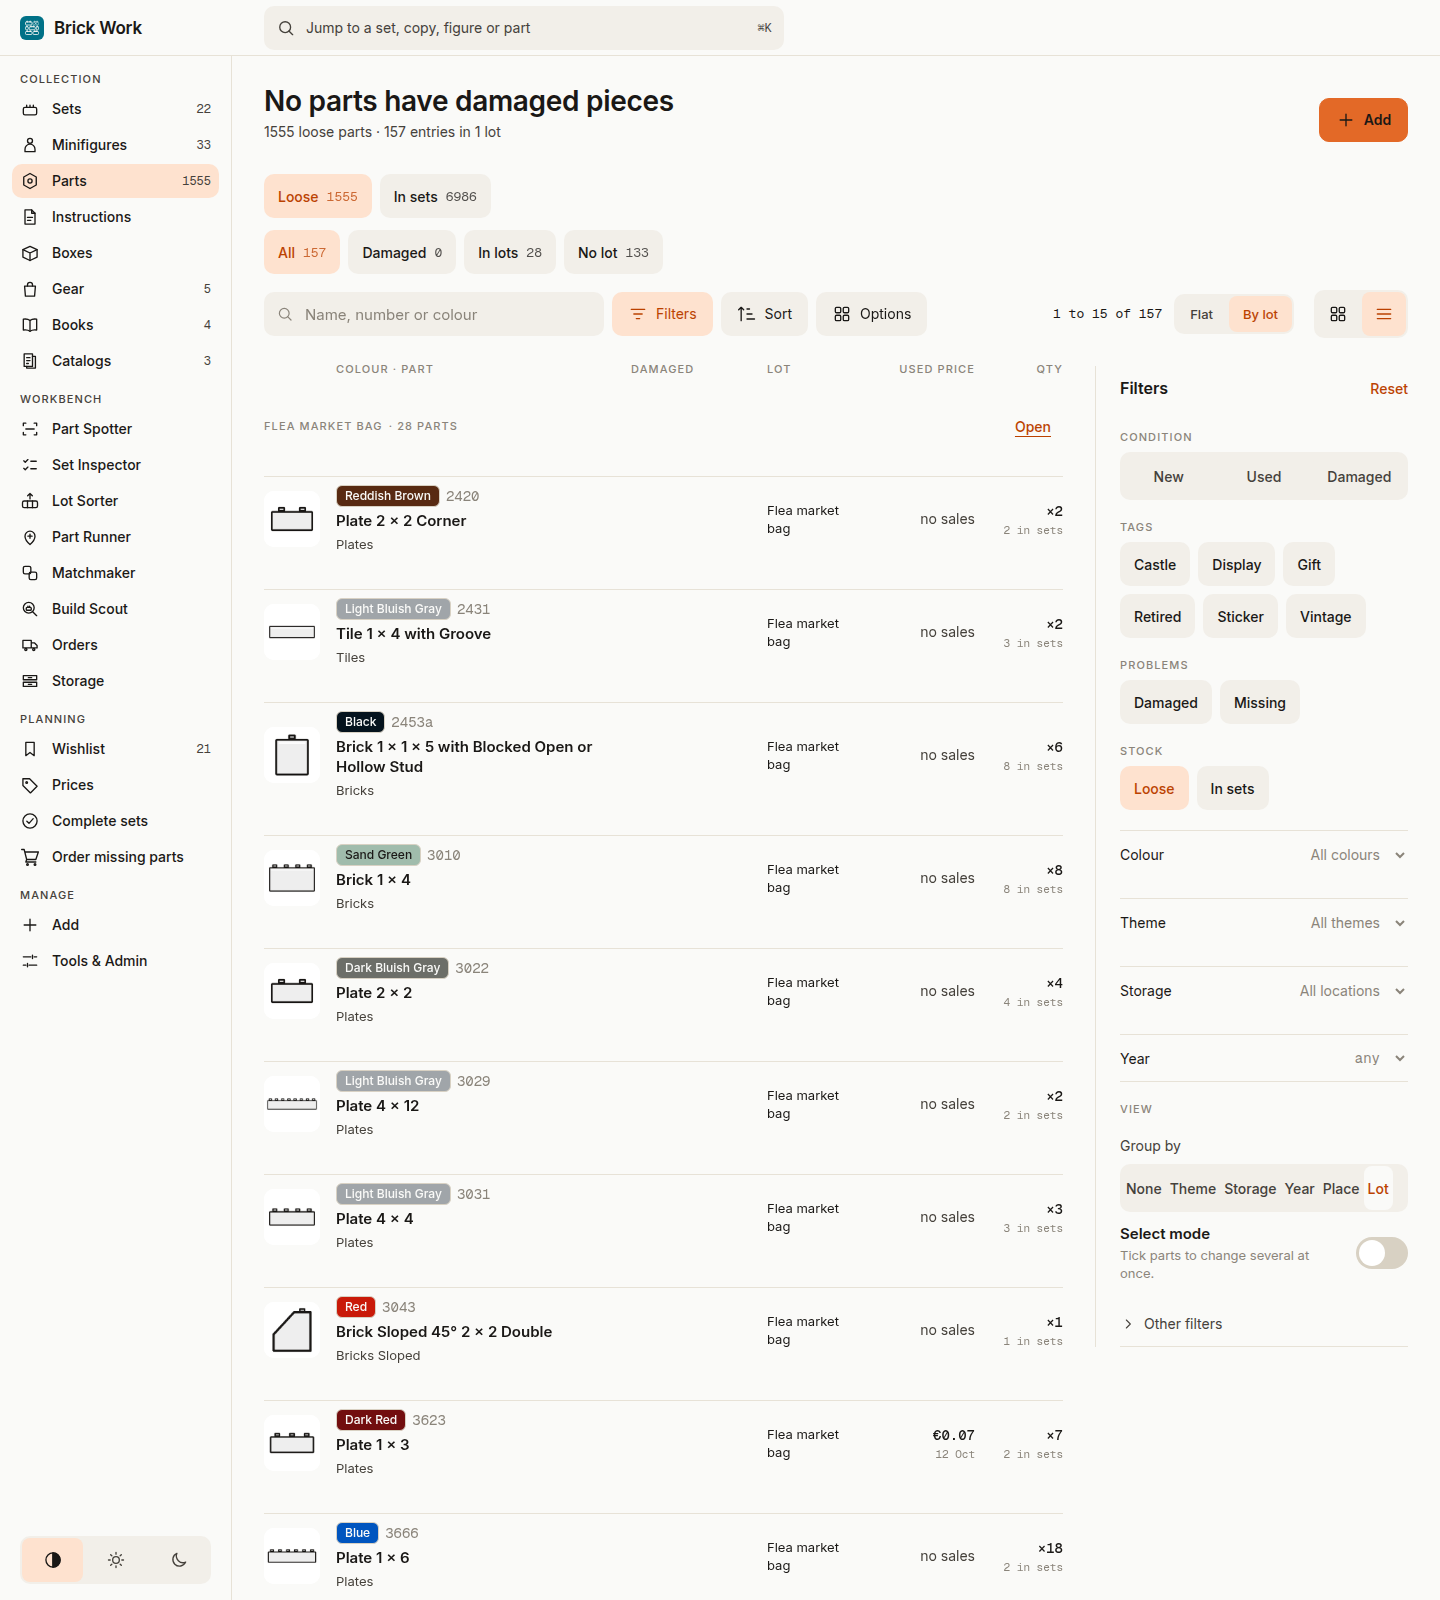 Brick Work
Jump to a set, copy, figure or part
⌘K
COLLECTION
Sets 22
Minifigures 33
Parts 1555
Instructions
Boxes
Gear 5
Books 4
Catalogs 3
WORKBENCH
Part Spotter
Set Inspector
Lot Sorter
Part Runner
Matchmaker
Build Scout
Orders
Storage
PLANNING
Wishlist 21
Prices
Complete sets
Order missing parts
MANAGE
Add
Tools & Admin
No parts have damaged pieces
1555 loose parts · 157 entries in 1 lot
Add
Loose 1555 In sets 6986
All 157 Damaged 0 In lots 28 No lot 133
Name, number or colour Filters Sort Options 1 to 15 of 157 Flat By lot
COLOUR · PART DAMAGED LOT USED PRICE QTY
FLEA MARKET BAG · 28 PARTS Open
Reddish Brown 2420
Plate 2 × 2 Corner
Plates
Flea market
bag
no sales
×2
2 in sets
Light Bluish Gray 2431
Tile 1 × 4 with Groove
Tiles
Flea market
bag
no sales
×2
3 in sets
Black 2453a
Brick 1 × 1 × 5 with Blocked Open or
Hollow Stud
Bricks
Flea market
bag
no sales
×6
8 in sets
Sand Green 3010
Brick 1 × 4
Bricks
Flea market
bag
no sales
×8
8 in sets
Dark Bluish Gray 3022
Plate 2 × 2
Plates
Flea market
bag
no sales
×4
4 in sets
Light Bluish Gray 3029
Plate 4 × 12
Plates
Flea market
bag
no sales
×2
2 in sets
Light Bluish Gray 3031
Plate 4 × 4
Plates
Flea market
bag
no sales
×3
3 in sets
Red 3043
Brick Sloped 45° 2 × 2 Double
Bricks Sloped
Flea market
bag
no sales
×1
1 in sets
Dark Red 3623
Plate 1 × 3
Plates
Flea market
bag
€0.07
12 Oct
×7
2 in sets
Blue 3666
Plate 1 × 6
Plates
Flea market
bag
no sales
×18
2 in sets
Filters Reset
CONDITION
New Used Damaged
TAGS
Castle Display Gift
Retired Sticker Vintage
PROBLEMS
Damaged Missing
STOCK
Loose In sets
Colour All colours
Theme All themes
Storage All locations
Year any
VIEW
Group by
None Theme Storage Year Place Lot
Select mode
Tick parts to change several at
once.
Other filters